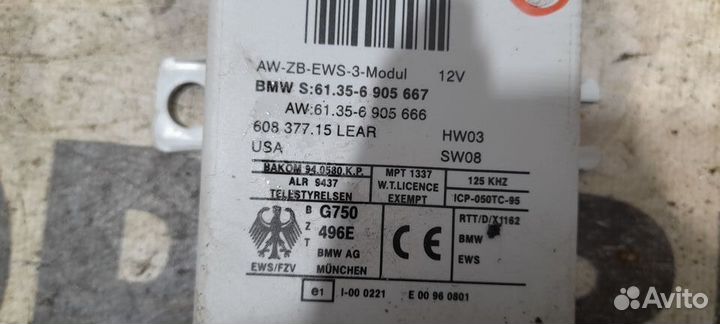 AW-ZB-EWS-3-Modul 12V
BMW S:61.35-6 905 667
AW:61.35-6 905 666
608 377.15 LEAR HW03
USA SW08
BAKOM 94.0580.K.P.
ALR 9437
TELESTYRELSEN
MPT 1337
W.T.LICENCE
EXEMPT
125 KHZ
ICP-050TC-95
B
Z
T
G750
496E
BMW AG
MÜNCHEN
EWS/FZV
CE
RTT/D/X1162
BMW
EWS
e1 I-00 0221 E 00 96 0801
Avito